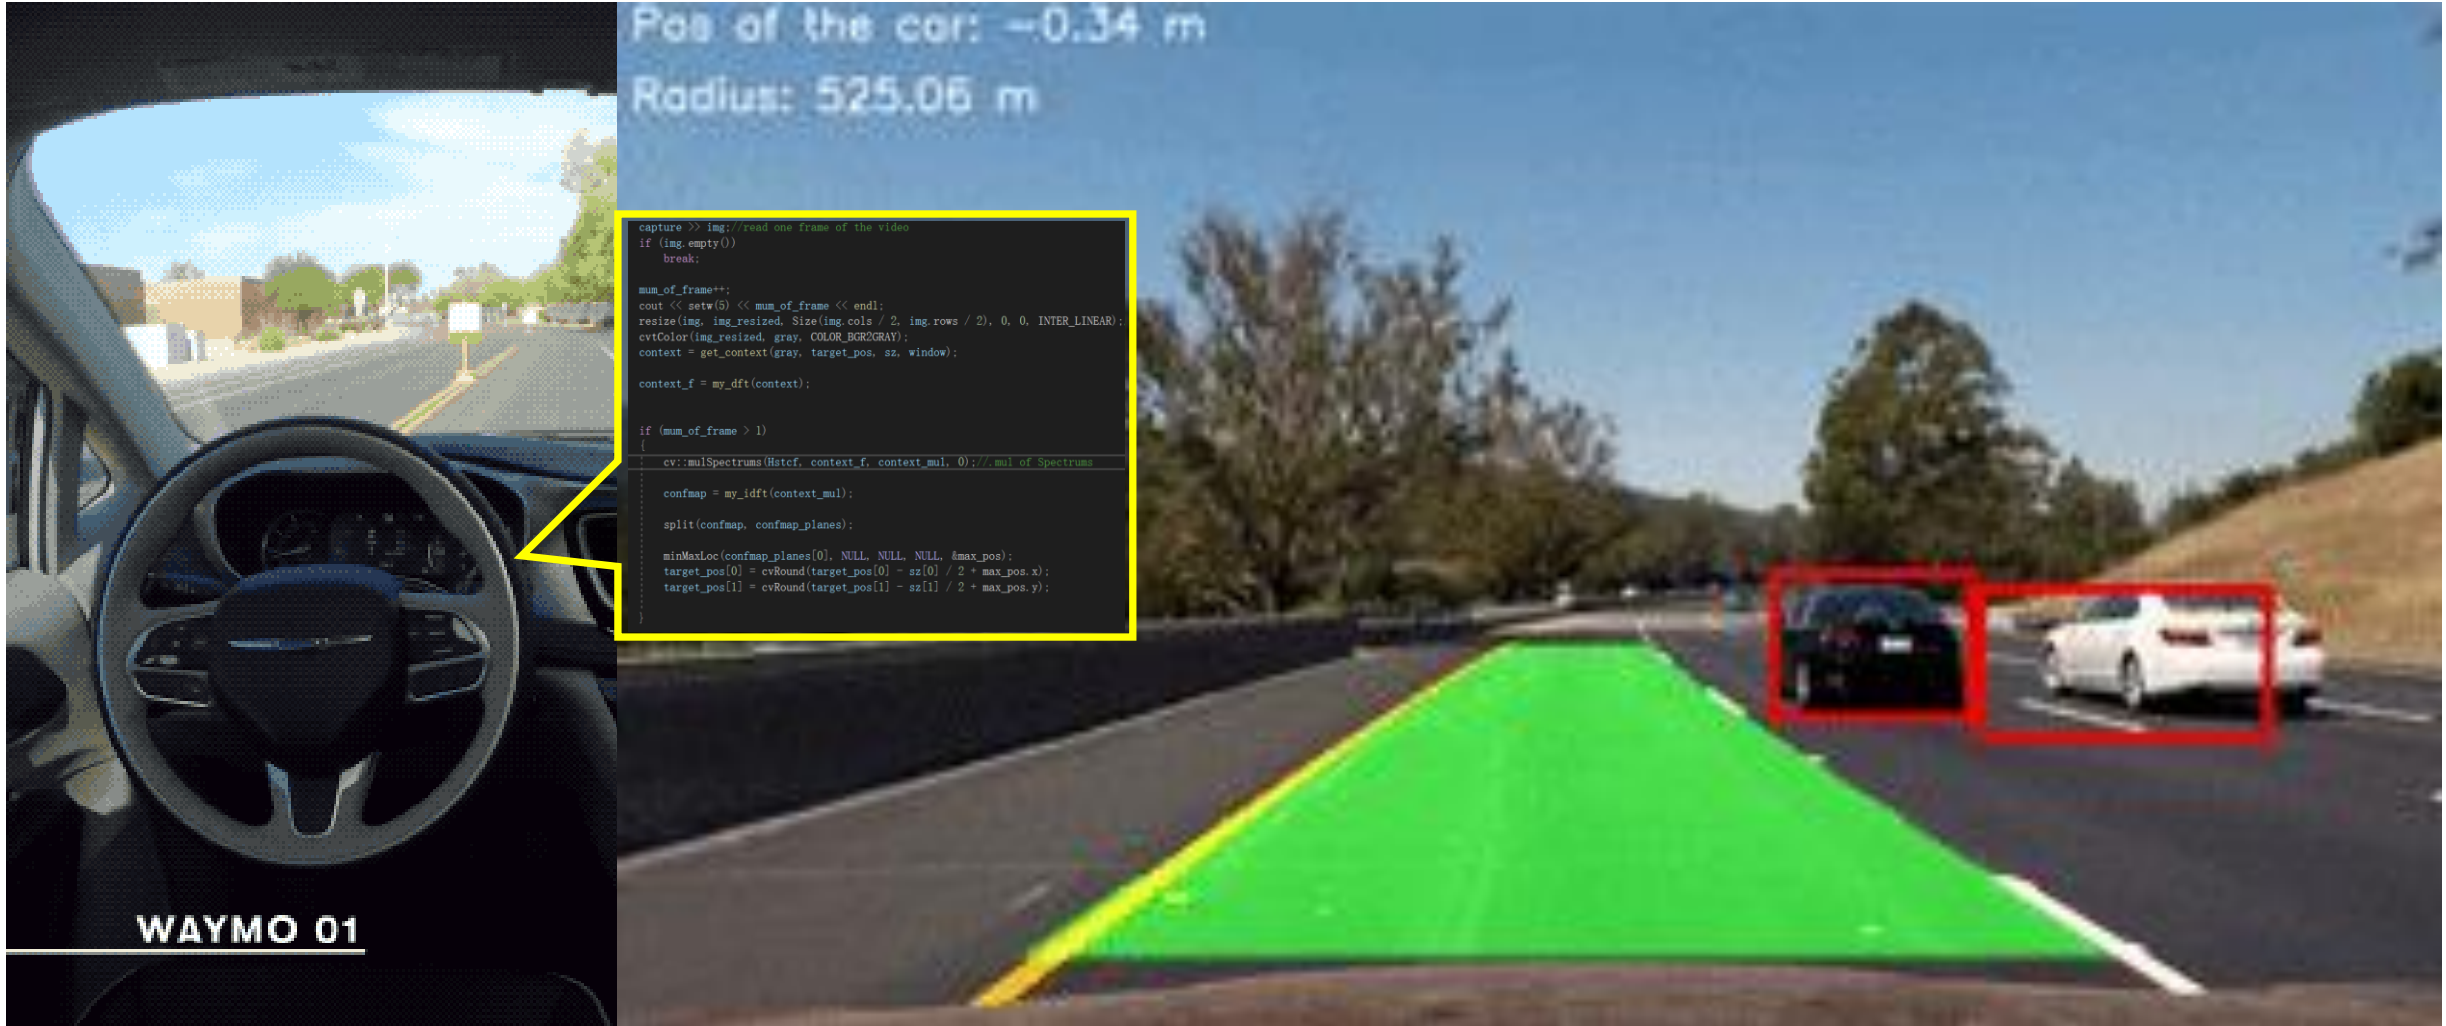 Pos of the car: -0.34 m
Radius: 525.06 m
capture >> img;//read one frame of the video
if (img.empty())
break;
mum_of_frame++;
cout << setw(5) << mum_of_frame << endl;
resize(img, img_resized, Size(img.cols / 2, img.rows / 2), 0, 0, INTER_LINEAR);
cvtColor(img_resized, gray, COLOR_BGR2GRAY);
context = get_context(gray, target_pos, sz, window);
context_f = my_dft(context);
if (mum_of_frame > 1)
{
cv::mulSpectrums(Hstcf, context_f, context_mul, 0);//.mul of Spectrums
confmap = my_idft(context_mul);
split(confmap, confmap_planes);
minMaxLoc(confmap_planes[0], NULL, NULL, NULL, &max_pos);
target_pos[0] = cvRound(target_pos[0] - sz[0] / 2 + max_pos.x);
target_pos[1] = cvRound(target_pos[1] - sz[1] / 2 + max_pos.y);
}
WAYMO 01